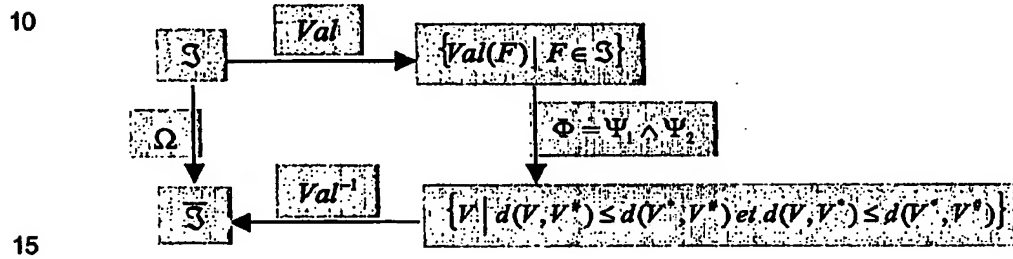 10
Val
ℑ {Val(F) | F ∈ ℑ}
Ω Φ = Ψ₁ ∧ Ψ₂
Val⁻¹
ℑ̅ {V | d(V, V#) ≤ d(V*, V#) et d(V, V*) ≤ d(V*, V#)}
15